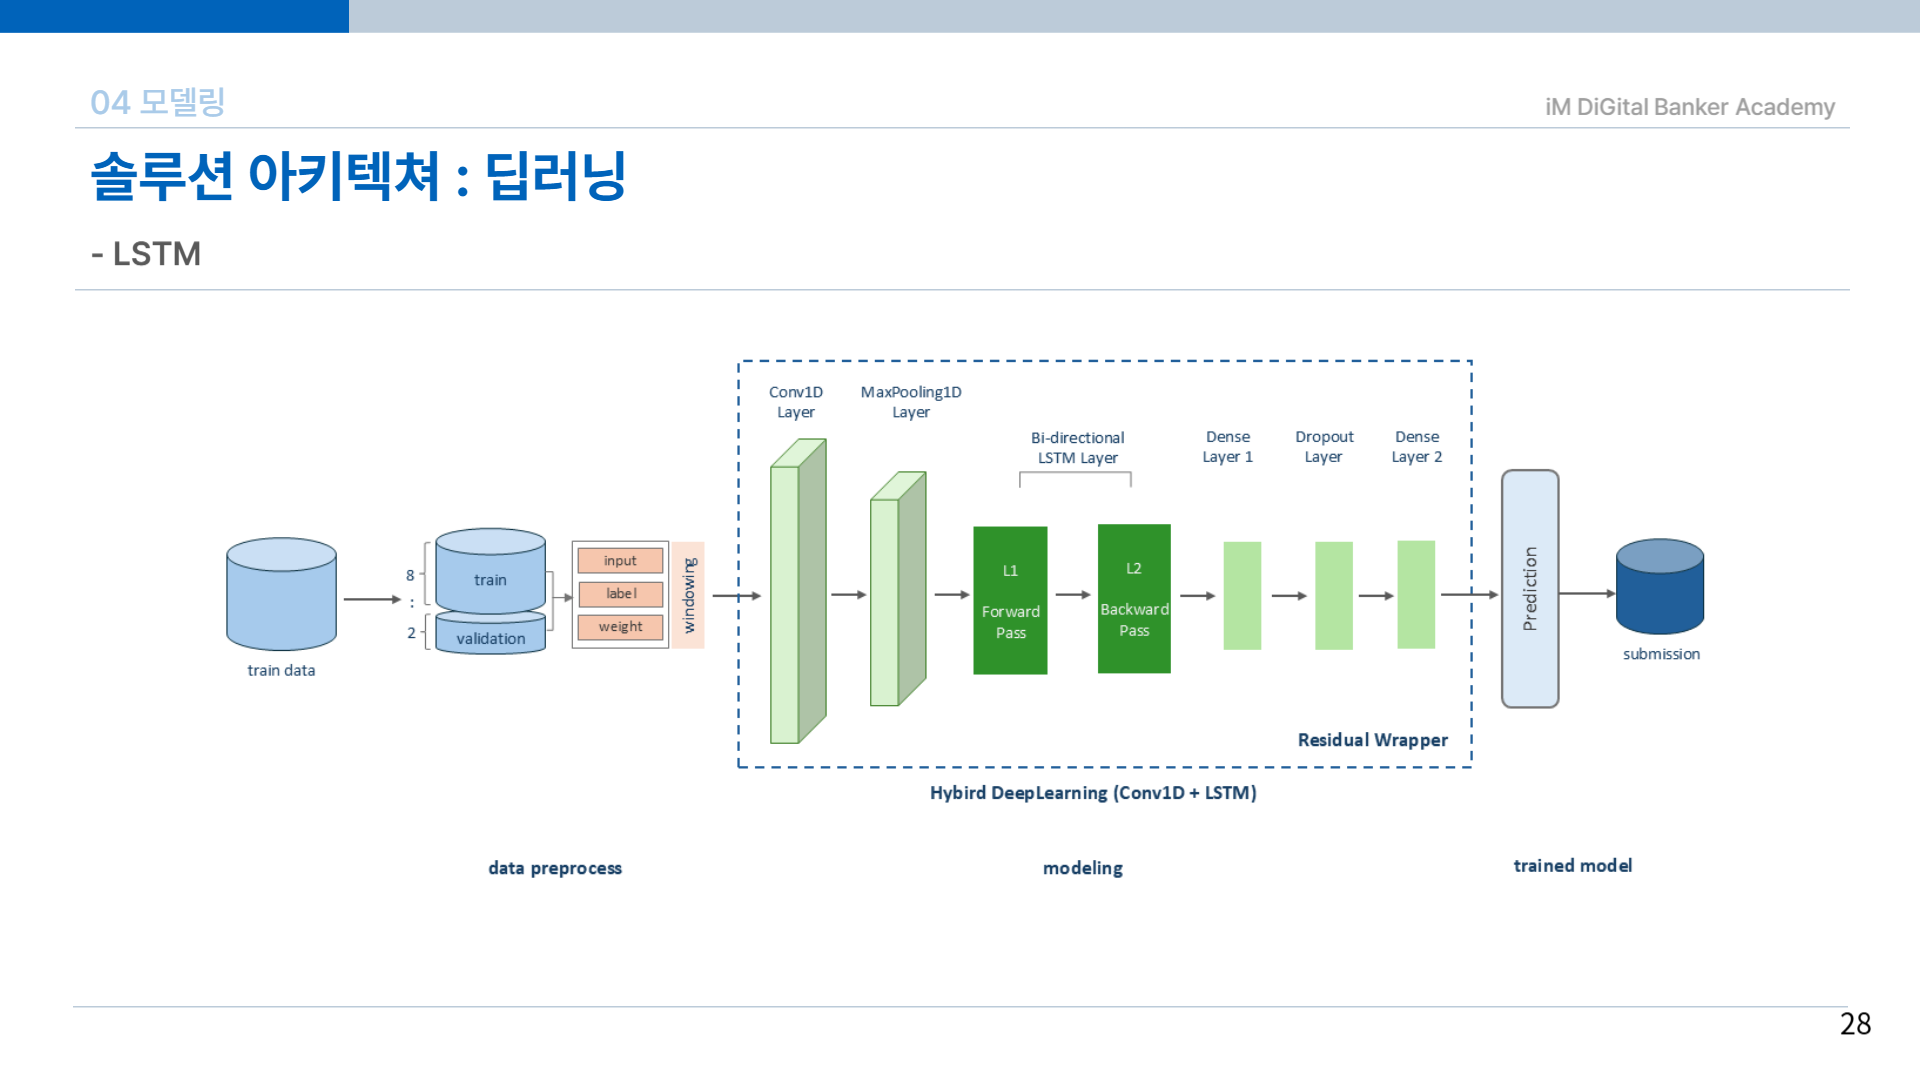 04 모델링
iM DiGital Banker Academy
솔루션 아키텍쳐 : 딥러닝
- LSTM
train data
8
:
2
train
validation
input
label
weight
windowing
Conv1D
Layer
MaxPooling1D
Layer
Bi-directional
LSTM Layer
L1
Forward
Pass
L2
Backward
Pass
Dense
Layer 1
Dropout
Layer
Dense
Layer 2
Residual Wrapper
Hybird DeepLearning (Conv1D + LSTM)
Prediction
submission
data preprocess
modeling
trained model
28